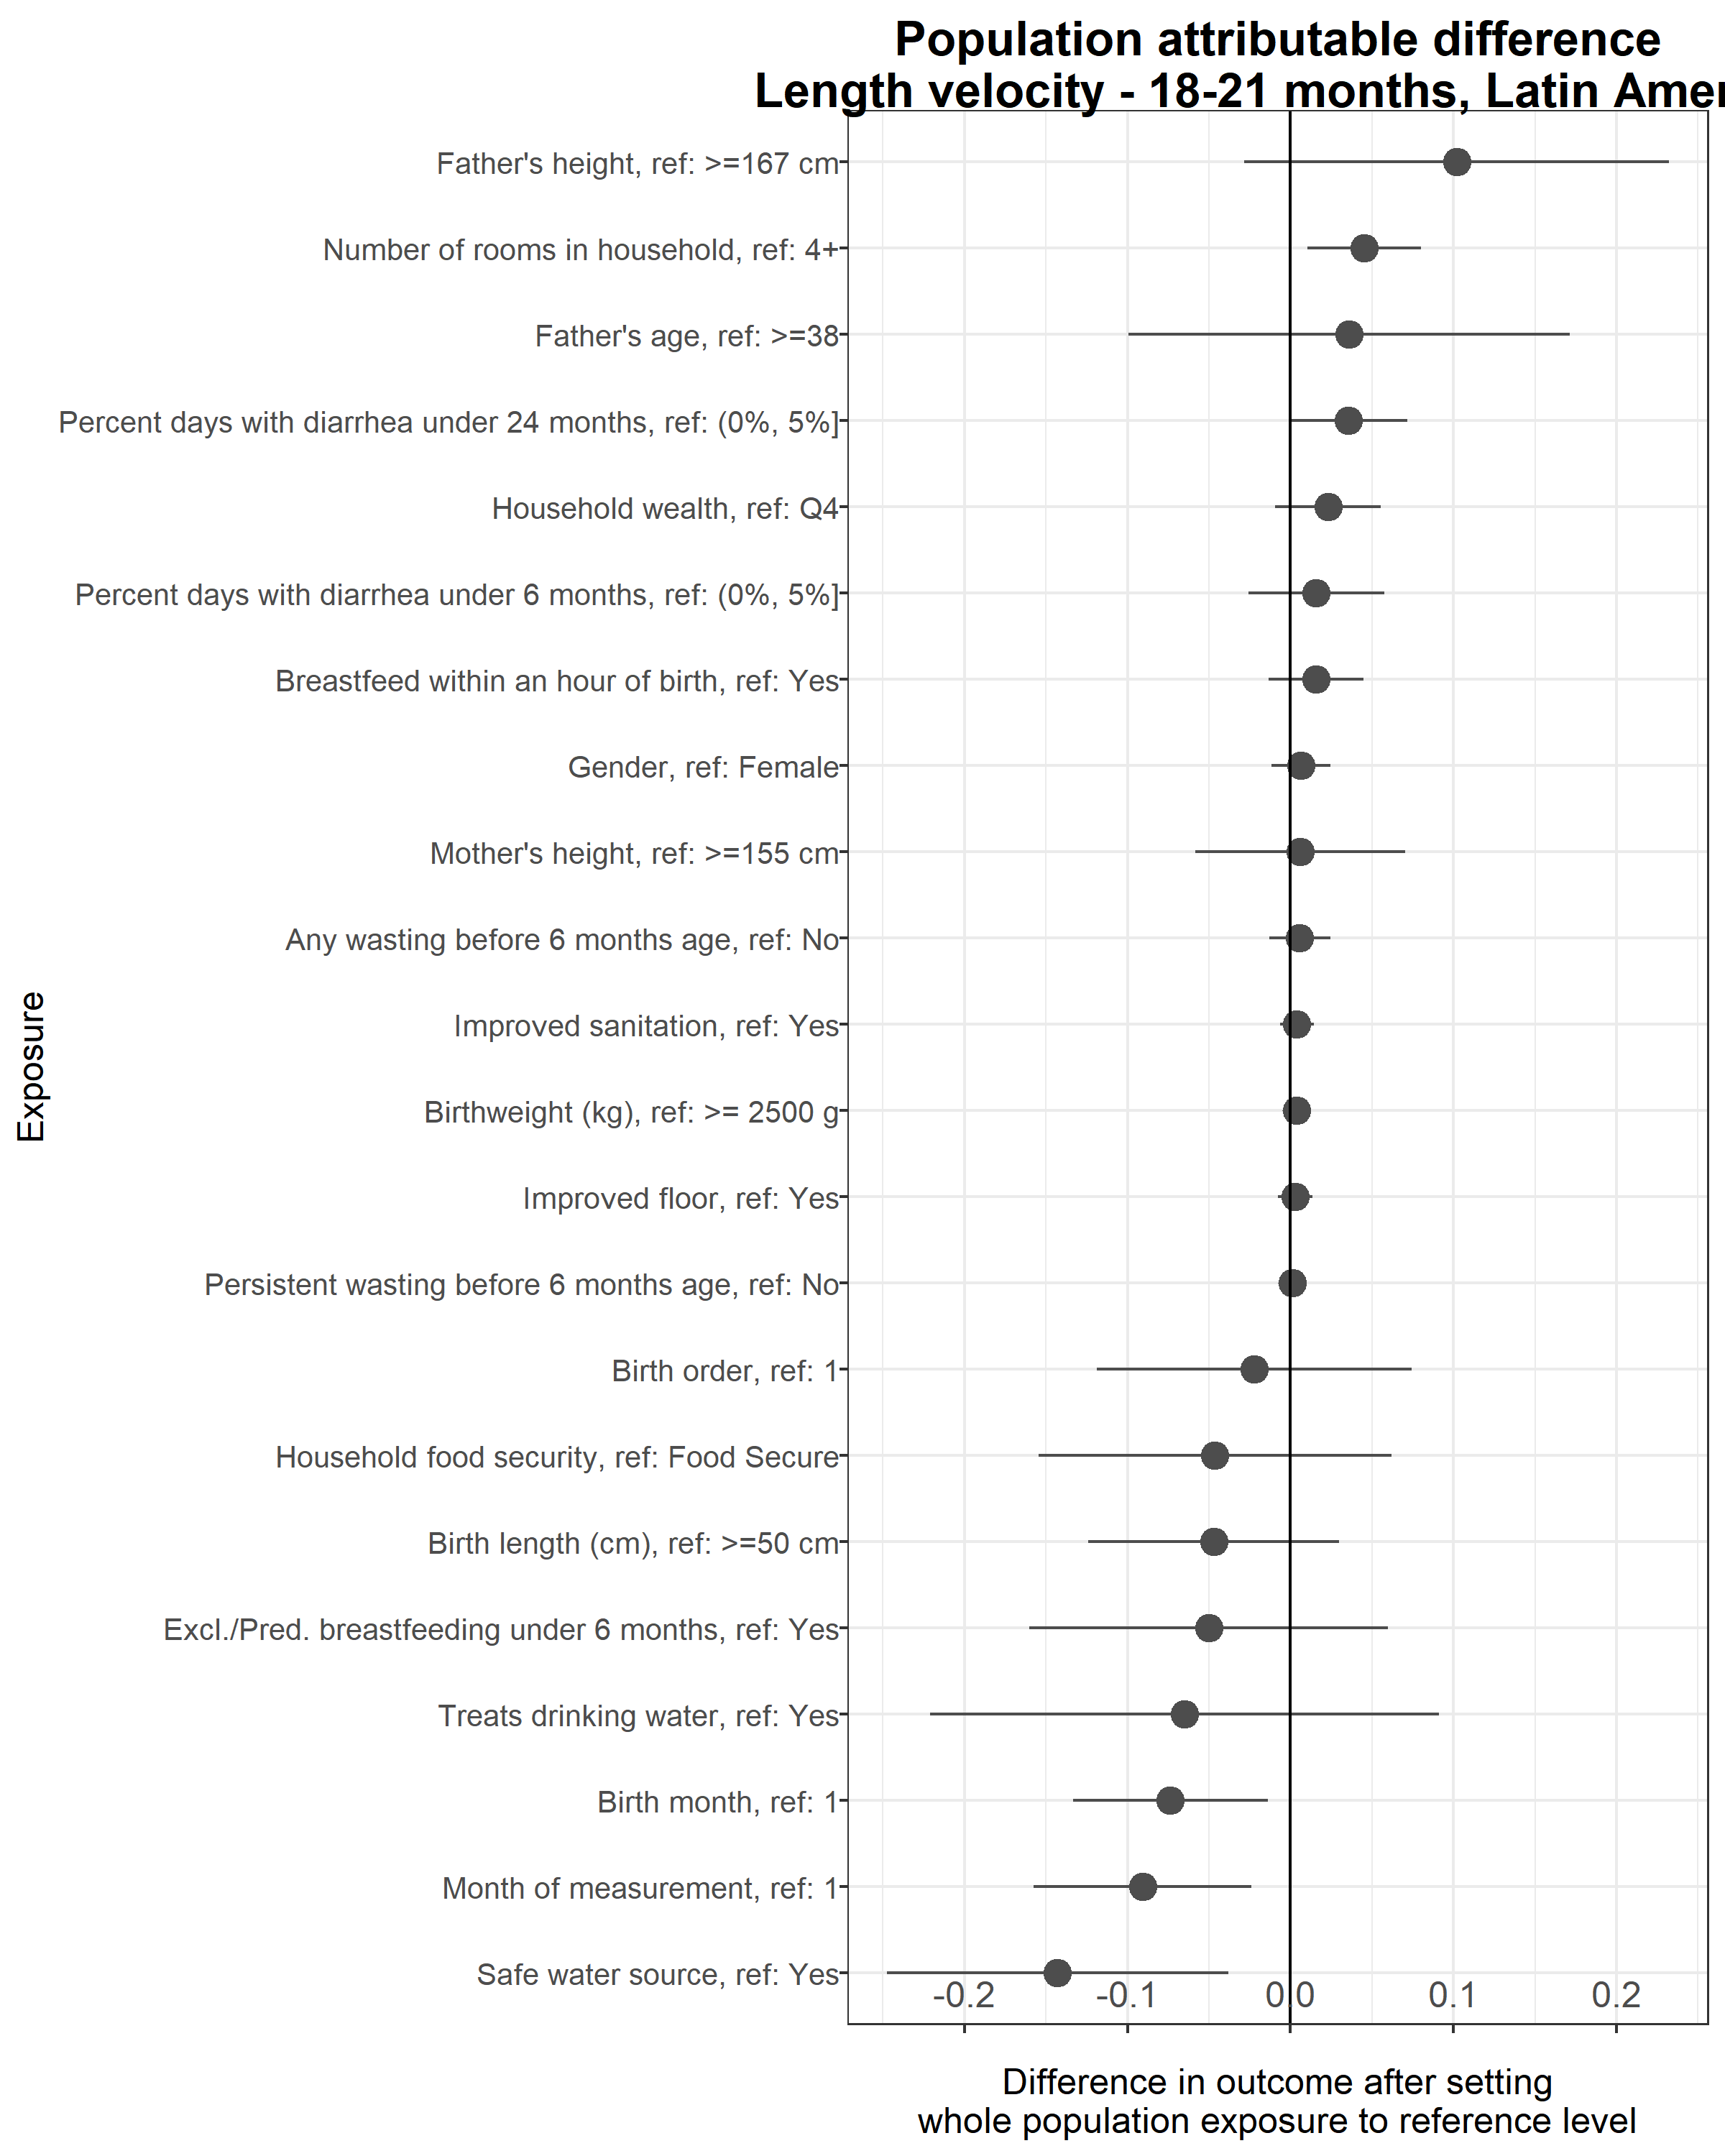 Population attributable difference
Length velocity - 18-21 months, Latin Amer
Father's height, ref: >=167 cm
Number of rooms in household, ref: 4+
Father's age, ref: >=38
Percent days with diarrhea under 24 months, ref: (0%, 5%]
Household wealth, ref: Q4
Percent days with diarrhea under 6 months, ref: (0%, 5%]
Breastfeed within an hour of birth, ref: Yes
Gender, ref: Female
Mother's height, ref: >=155 cm
Any wasting before 6 months age, ref: No
Improved sanitation, ref: Yes
Birthweight (kg), ref: >= 2500 g
Improved floor, ref: Yes
Persistent wasting before 6 months age, ref: No
Birth order, ref: 1
Household food security, ref: Food Secure
Birth length (cm), ref: >=50 cm
Excl./Pred. breastfeeding under 6 months, ref: Yes
Treats drinking water, ref: Yes
Birth month, ref: 1
Month of measurement, ref: 1
Safe water source, ref: Yes
Exposure
-0.2 -0.1 0.0 0.1 0.2
Difference in outcome after setting
whole population exposure to reference level